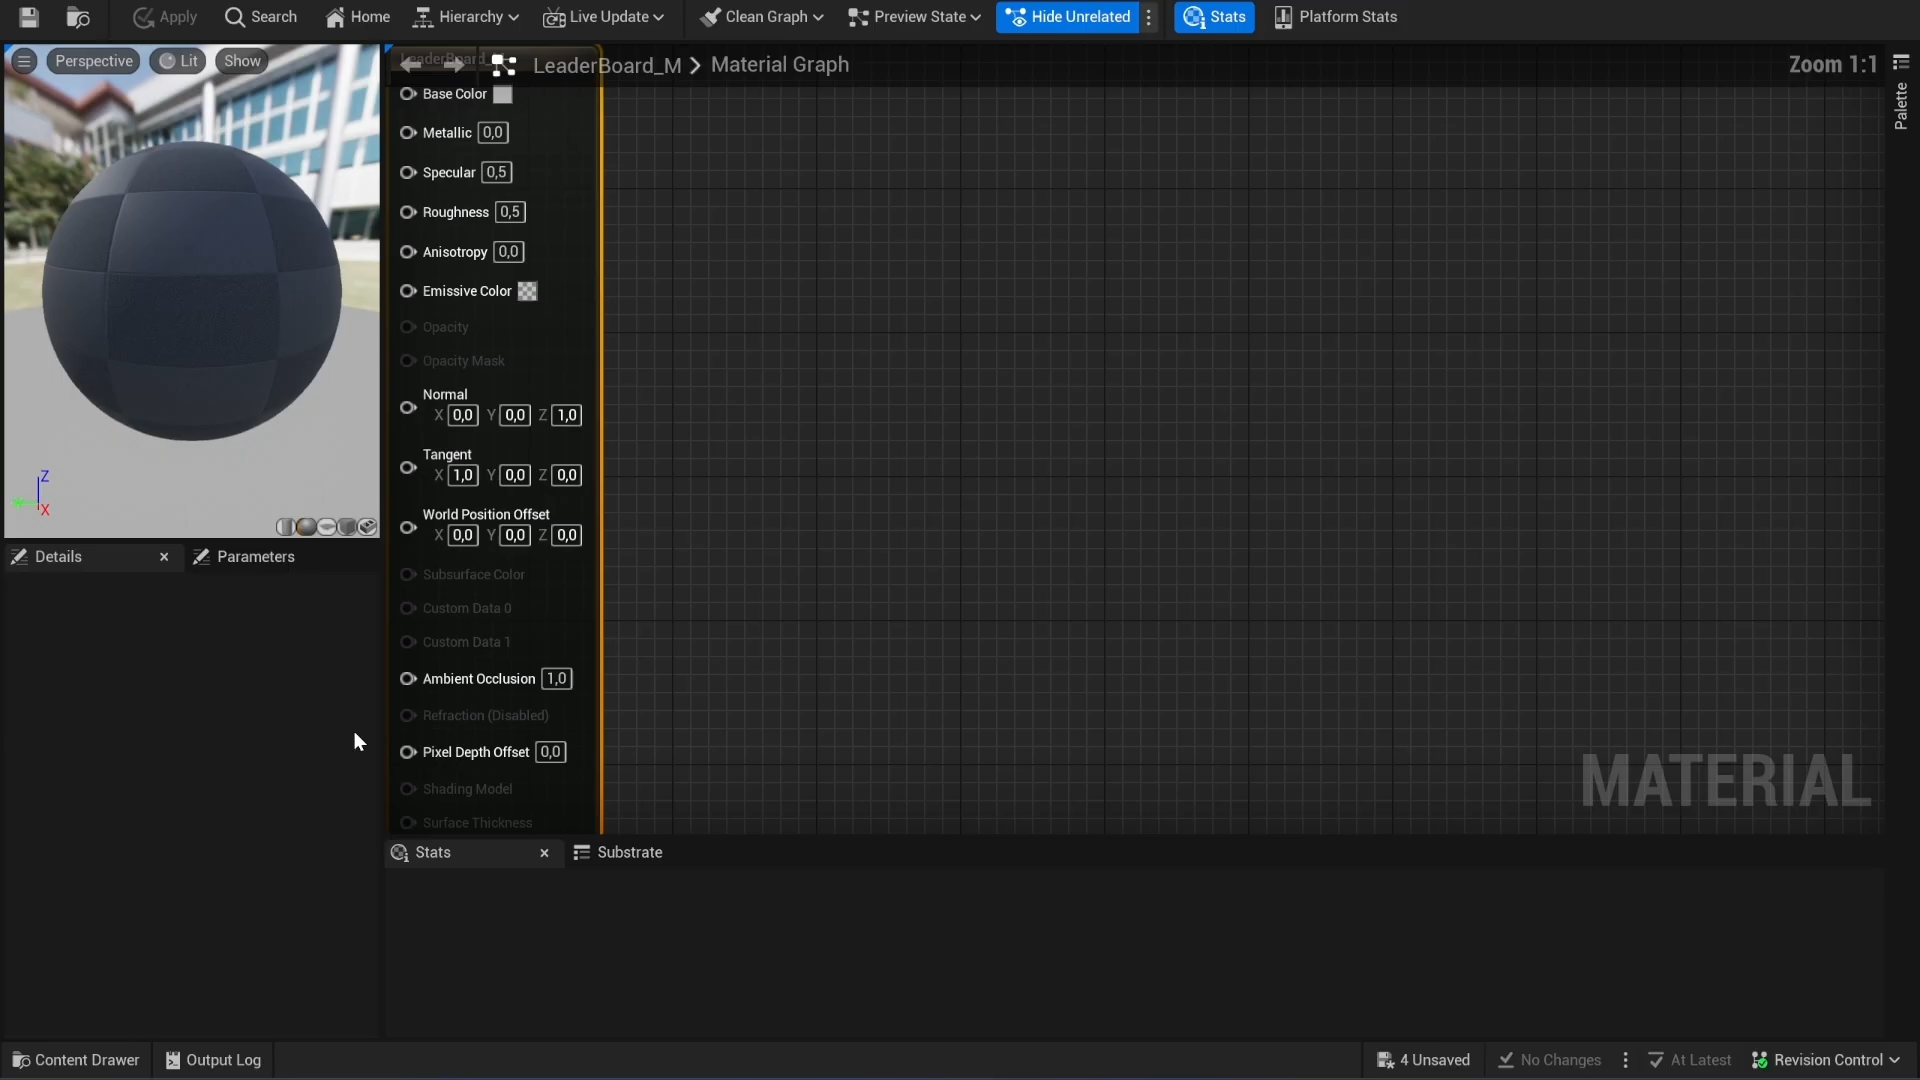 Apply
Search
Home
Hierarchy
Live Update
Clean Graph
Preview State
Hide Unrelated
Stats
Platform Stats
Perspective
Lit
Show
LeaderBoard_M > Material Graph
Zoom 1:1
Palette
Base Color
Metallic 0,0
Specular 0,5
Roughness 0,5
Anisotropy 0,0
Emissive Color
Opacity
Opacity Mask
Normal
X 0,0 Y 0,0 Z 1,0
Tangent
X 1,0 Y 0,0 Z 0,0
World Position Offset
X 0,0 Y 0,0 Z 0,0
Subsurface Color
Custom Data 0
Custom Data 1
Ambient Occlusion 1,0
Refraction (Disabled)
Pixel Depth Offset 0,0
Shading Model
Surface Thickness
MATERIAL
Z
X
Details
Parameters
Stats
Substrate
Content Drawer
Output Log
4 Unsaved
No Changes
At Latest
Revision Control